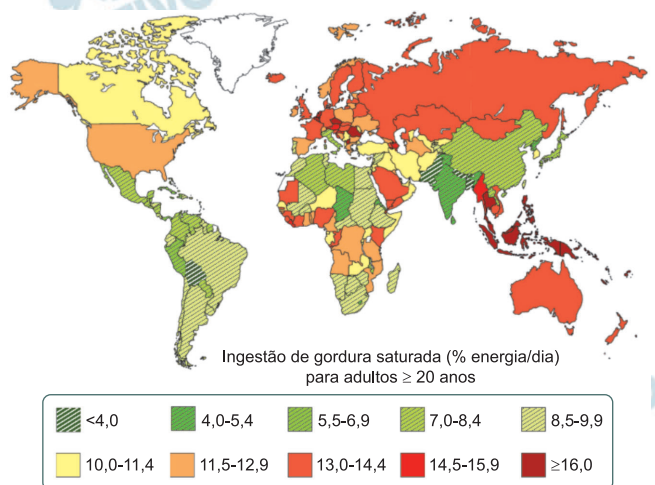 Ingestão de gordura saturada (% energia/dia)
para adultos ≥ 20 anos
<4,0 4,0-5,4 5,5-6,9 7,0-8,4 8,5-9,9
10,0-11,4 11,5-12,9 13,0-14,4 14,5-15,9 ≥16,0